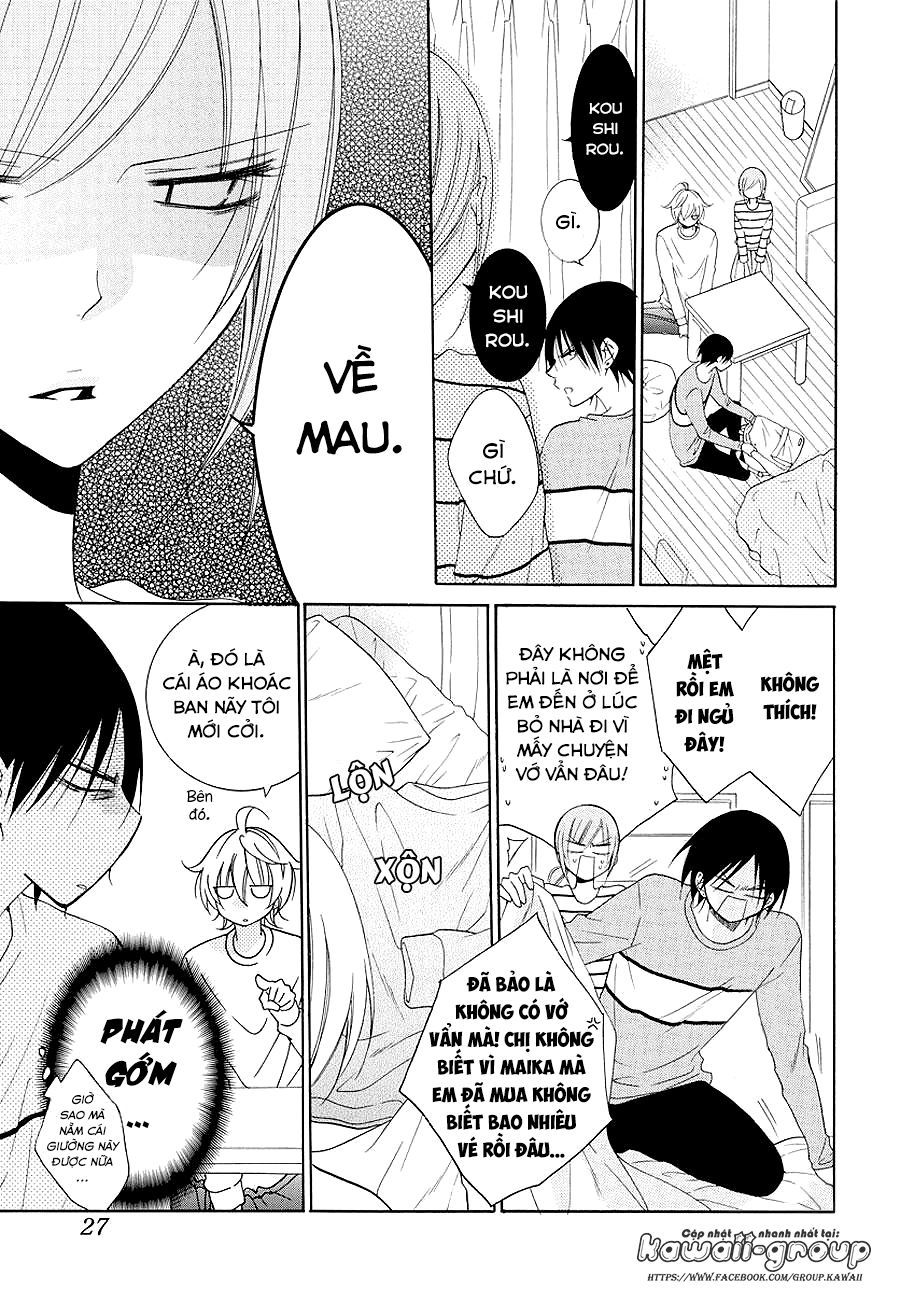 KOU
SHI
ROU.
GÌ.
KOU
SHI
ROU.
GÌ
CHỨ.
VỀ
MAU.
KHÔNG
THÍCH!
MỆT
RỒI EM
ĐI NGỦ
ĐÂY!
ĐÂY KHÔNG
PHẢI LÀ NƠI ĐỂ
EM ĐẾN Ở LÚC
BỎ NHÀ ĐI VÌ
MẤY CHUYỆN
VỚ VẨN ĐÂU!
ĐÃ BẢO LÀ
KHÔNG CÓ VỚ
VẨN MÀ! CHỊ KHÔNG
BIẾT VÌ MAIKA MÀ
EM ĐÃ MUA KHÔNG
BIẾT BAO NHIÊU
VÉ RỒI ĐÂU...
LỘN
XỘN
À, ĐÓ LÀ
CÁI ÁO KHOÁC
BAN NÃY TÔI
MỚI CỞI.
Bên
đó.
PHÁT
GỚM
...
GIỜ
SAO MÀ
NẰM CÁI
GIƯỜNG NÀY
ĐƯỢC NỮA
...
27
Cập nhật nhanh nhất tại:
kawaii-group
HTTPS://WWW.FACEBOOK.COM/GROUP.KAWAII